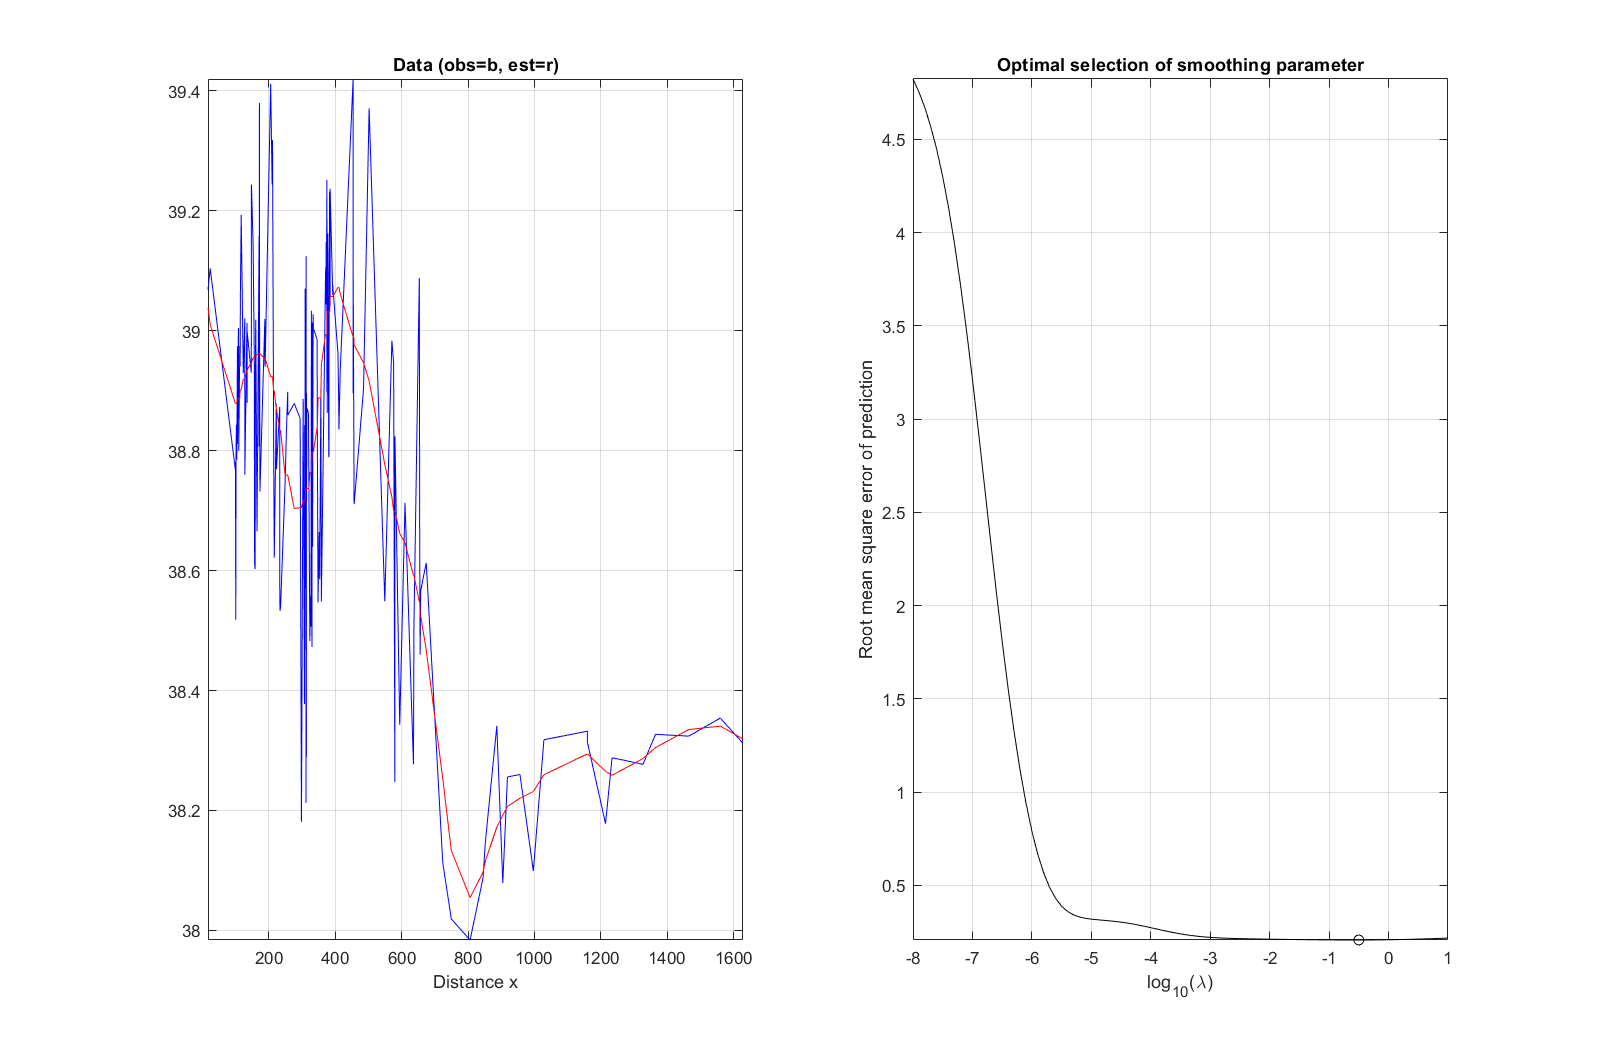 Data (obs=b, est=r)
39.4
39.2
39
38.8
38.6
38.4
38.2
38
200 400 600 800 1000 1200 1400 1600
Distance x
Optimal selection of smoothing parameter
Root mean square error of prediction
4.5
4
3.5
3
2.5
2
1.5
1
0.5
-8 -7 -6 -5 -4 -3 -2 -1 0 1
log10(λ)